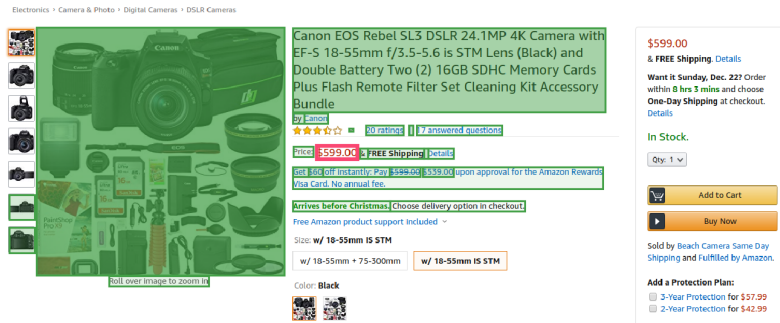 Electronics › Camera & Photo › Digital Cameras › DSLR Cameras
Canon EOS Rebel SL3 DSLR 24.1MP 4K Camera with
EF-S 18-55mm f/3.5-5.6 is STM Lens (Black) and
Double Battery Two (2) 16GB SDHC Memory Cards
Plus Flash Remote Filter Set Cleaning Kit Accessory
Bundle
by Canon
20 ratings | 17 answered questions
Price: $599.00 & FREE Shipping. Details
Get $60 off instantly: Pay $599.00 $539.00 upon approval for the Amazon Rewards
Visa Card. No annual fee.
Arrives before Christmas. Choose delivery option in checkout.
Free Amazon product support included
Size: w/ 18-55mm IS STM
w/ 18-55mm + 75-300mm
w/ 18-55mm IS STM
Color: Black
Canon
PaintShop
Pro X9
Roll over image to zoom in
$599.00
& FREE Shipping. Details
Want it Sunday, Dec. 22? Order
within 8 hrs 3 mins and choose
One-Day Shipping at checkout.
Details
In Stock.
Qty: 1
Add to Cart
Buy Now
Sold by Beach Camera Same Day
Shipping and Fulfilled by Amazon.
Add a Protection Plan:
3-Year Protection for $57.99
2-Year Protection for $42.99